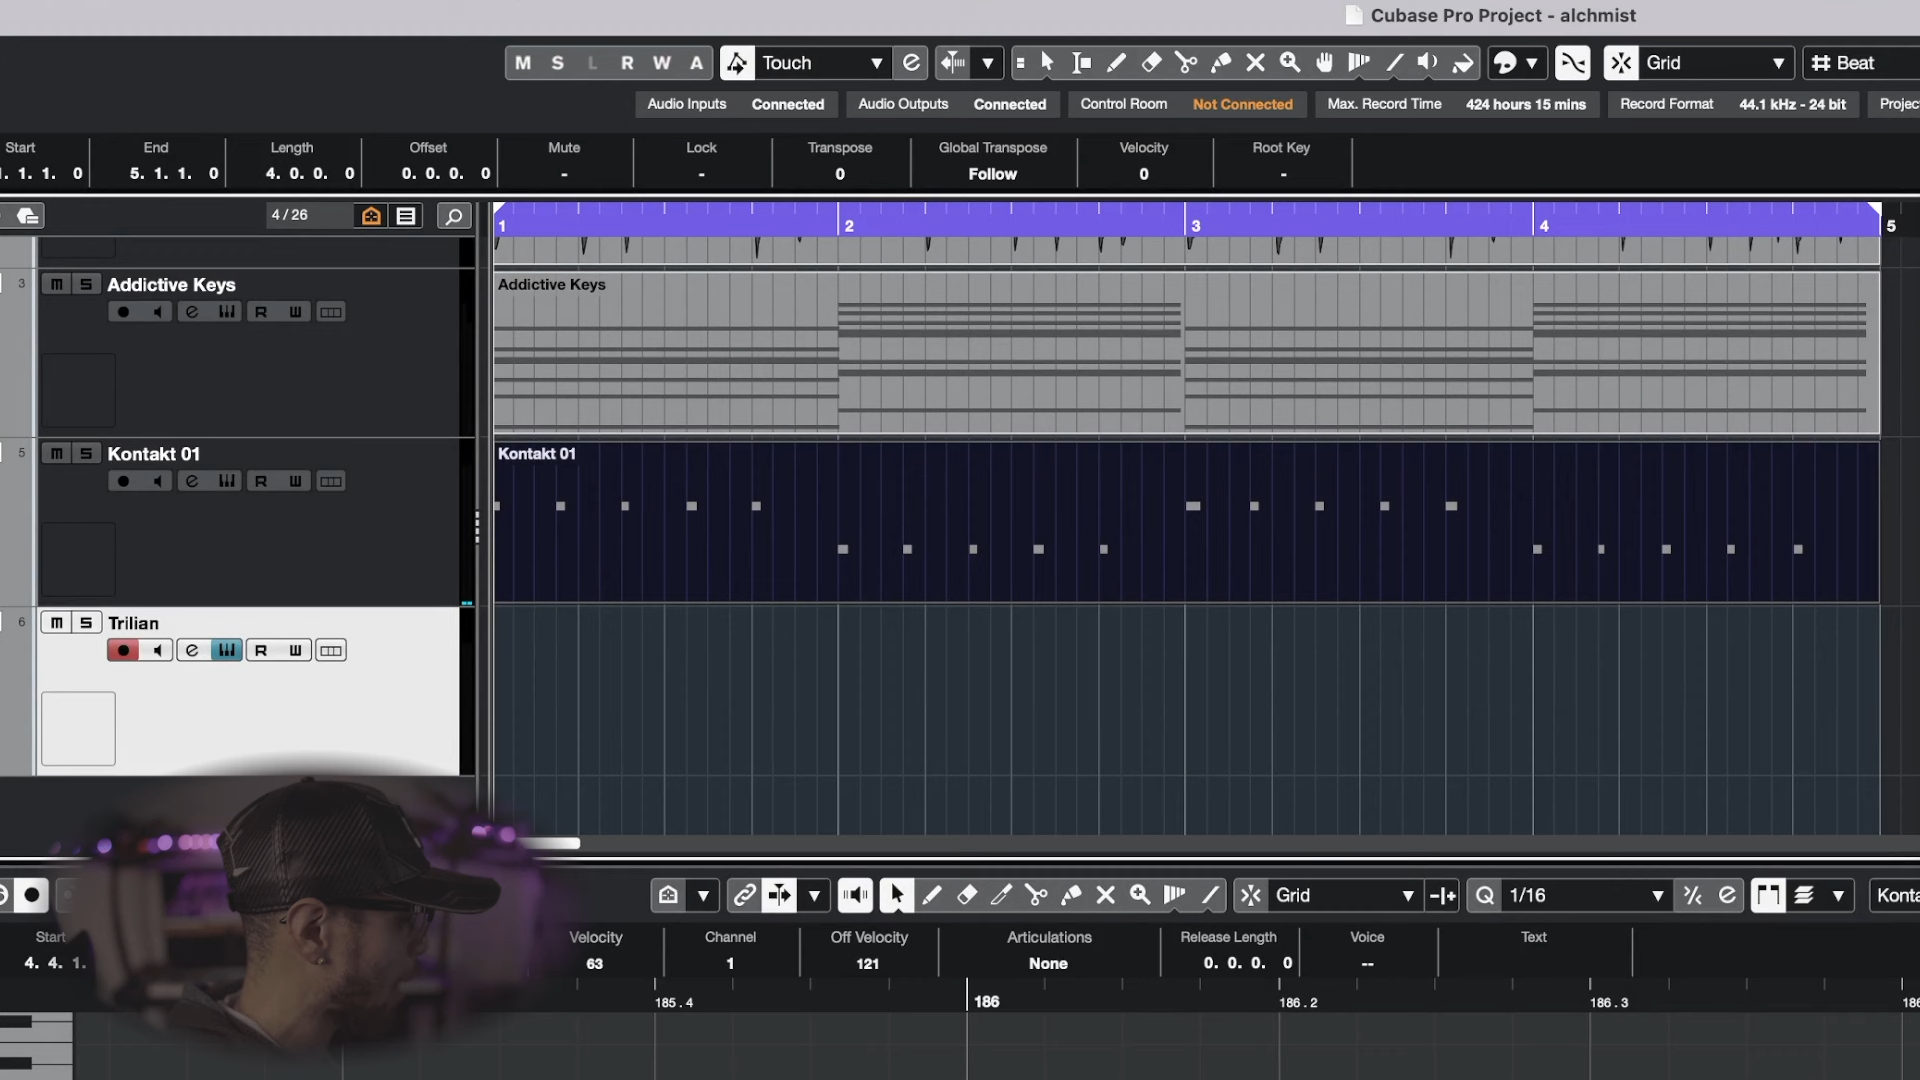 Cubase Pro Project - alchmist
M S L R W A Touch Grid Beat
Audio Inputs Connected Audio Outputs Connected Control Room Not Connected Max. Record Time 424 hours 15 mins Record Format 44.1 kHz - 24 bit Project
Start End Length Offset Mute Lock Transpose Global Transpose Velocity Root Key
1. 1. 1. 0 5. 1. 1. 0 4. 0. 0. 0 0. 0. 0. 0 - - 0 Follow 0 -
4 / 26
1 2 3 4 5
3 M S Addictive Keys Addictive Keys
R W
5 M S Kontakt 01 Kontakt 01
R W
6 M S Trilian
R W
Grid Q 1/16 Konta
Start Velocity Channel Off Velocity Articulations Release Length Voice Text
4. 4. 1. 63 1 121 None 0. 0. 0. 0 --
185.4 186 186.2 186.3